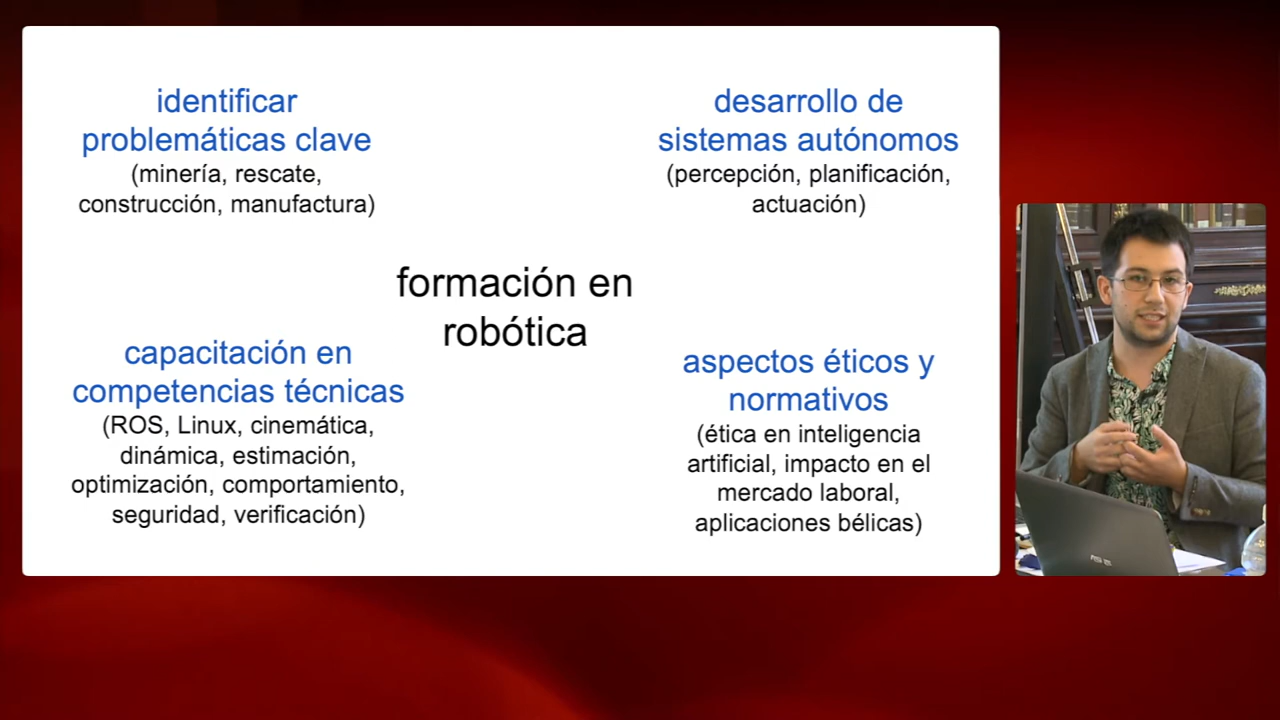 identificar
problemáticas clave
(minería, rescate,
construcción, manufactura)
desarrollo de
sistemas autónomos
(percepción, planificación,
actuación)
formación en
robótica
capacitación en
competencias técnicas
(ROS, Linux, cinemática,
dinámica, estimación,
optimización, comportamiento,
seguridad, verificación)
aspectos éticos y
normativos
(ética en inteligencia
artificial, impacto en el
mercado laboral,
aplicaciones bélicas)